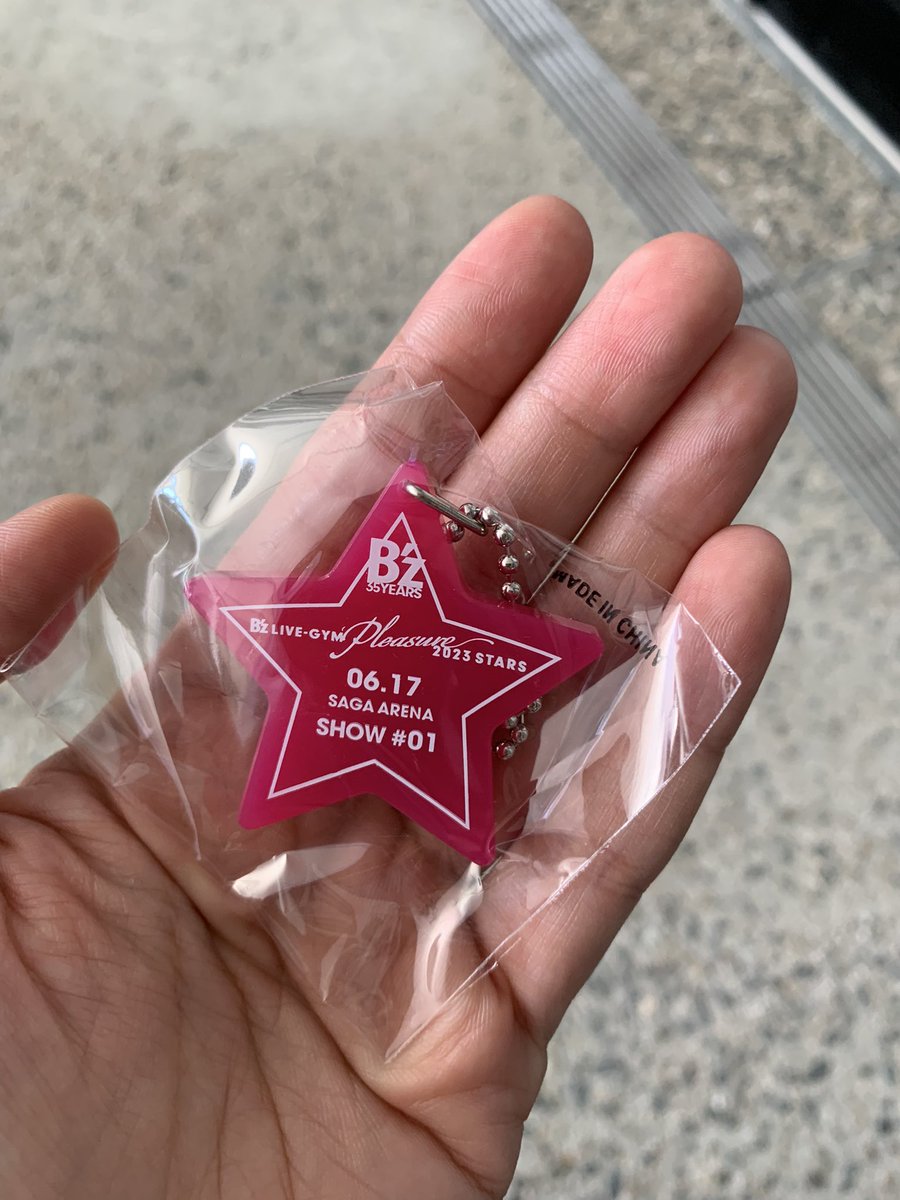 B'z
35YEARS
B'z LIVE-GYM Pleasure 2023 STARS
06.17
SAGA ARENA
SHOW #01
MADE IN CHINA